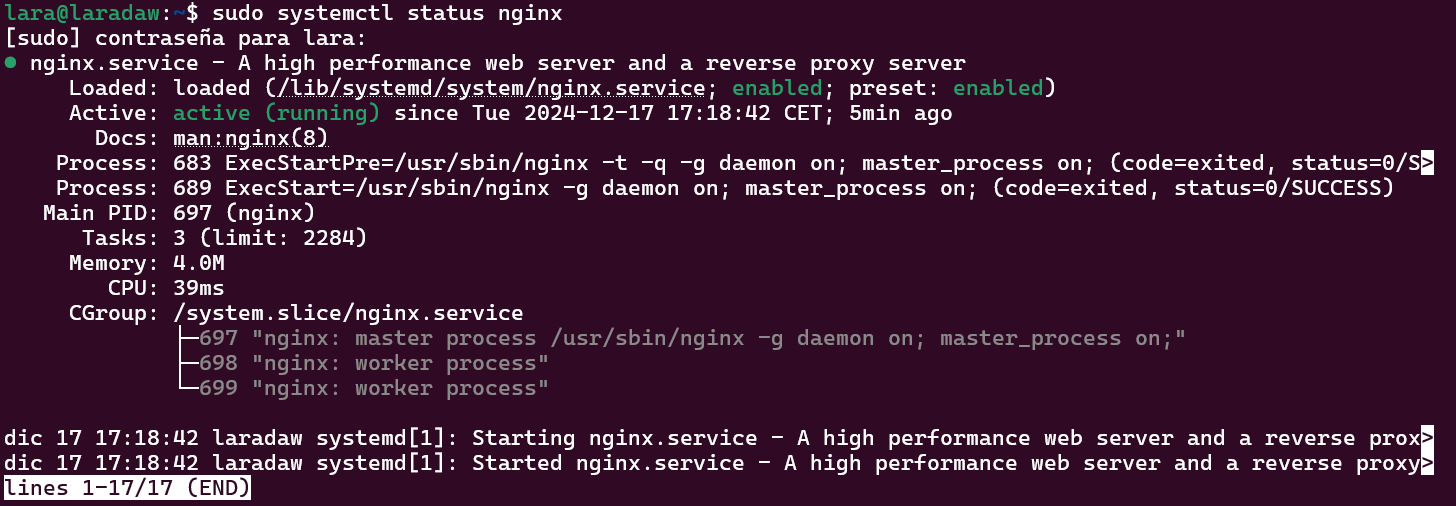 lara@laradaw:~$ sudo systemctl status nginx
[sudo] contraseña para lara:
● nginx.service - A high performance web server and a reverse proxy server
     Loaded: loaded (/lib/systemd/system/nginx.service; enabled; preset: enabled)
     Active: active (running) since Tue 2024-12-17 17:18:42 CET; 5min ago
       Docs: man:nginx(8)
    Process: 683 ExecStartPre=/usr/sbin/nginx -t -q -g daemon on; master_process on; (code=exited, status=0/S>
    Process: 689 ExecStart=/usr/sbin/nginx -g daemon on; master_process on; (code=exited, status=0/SUCCESS)
   Main PID: 697 (nginx)
      Tasks: 3 (limit: 2284)
     Memory: 4.0M
        CPU: 39ms
     CGroup: /system.slice/nginx.service
             ├─697 "nginx: master process /usr/sbin/nginx -g daemon on; master_process on;"
             ├─698 "nginx: worker process"
             └─699 "nginx: worker process"

dic 17 17:18:42 laradaw systemd[1]: Starting nginx.service - A high performance web server and a reverse prox>
dic 17 17:18:42 laradaw systemd[1]: Started nginx.service - A high performance web server and a reverse proxy>
lines 1-17/17 (END)